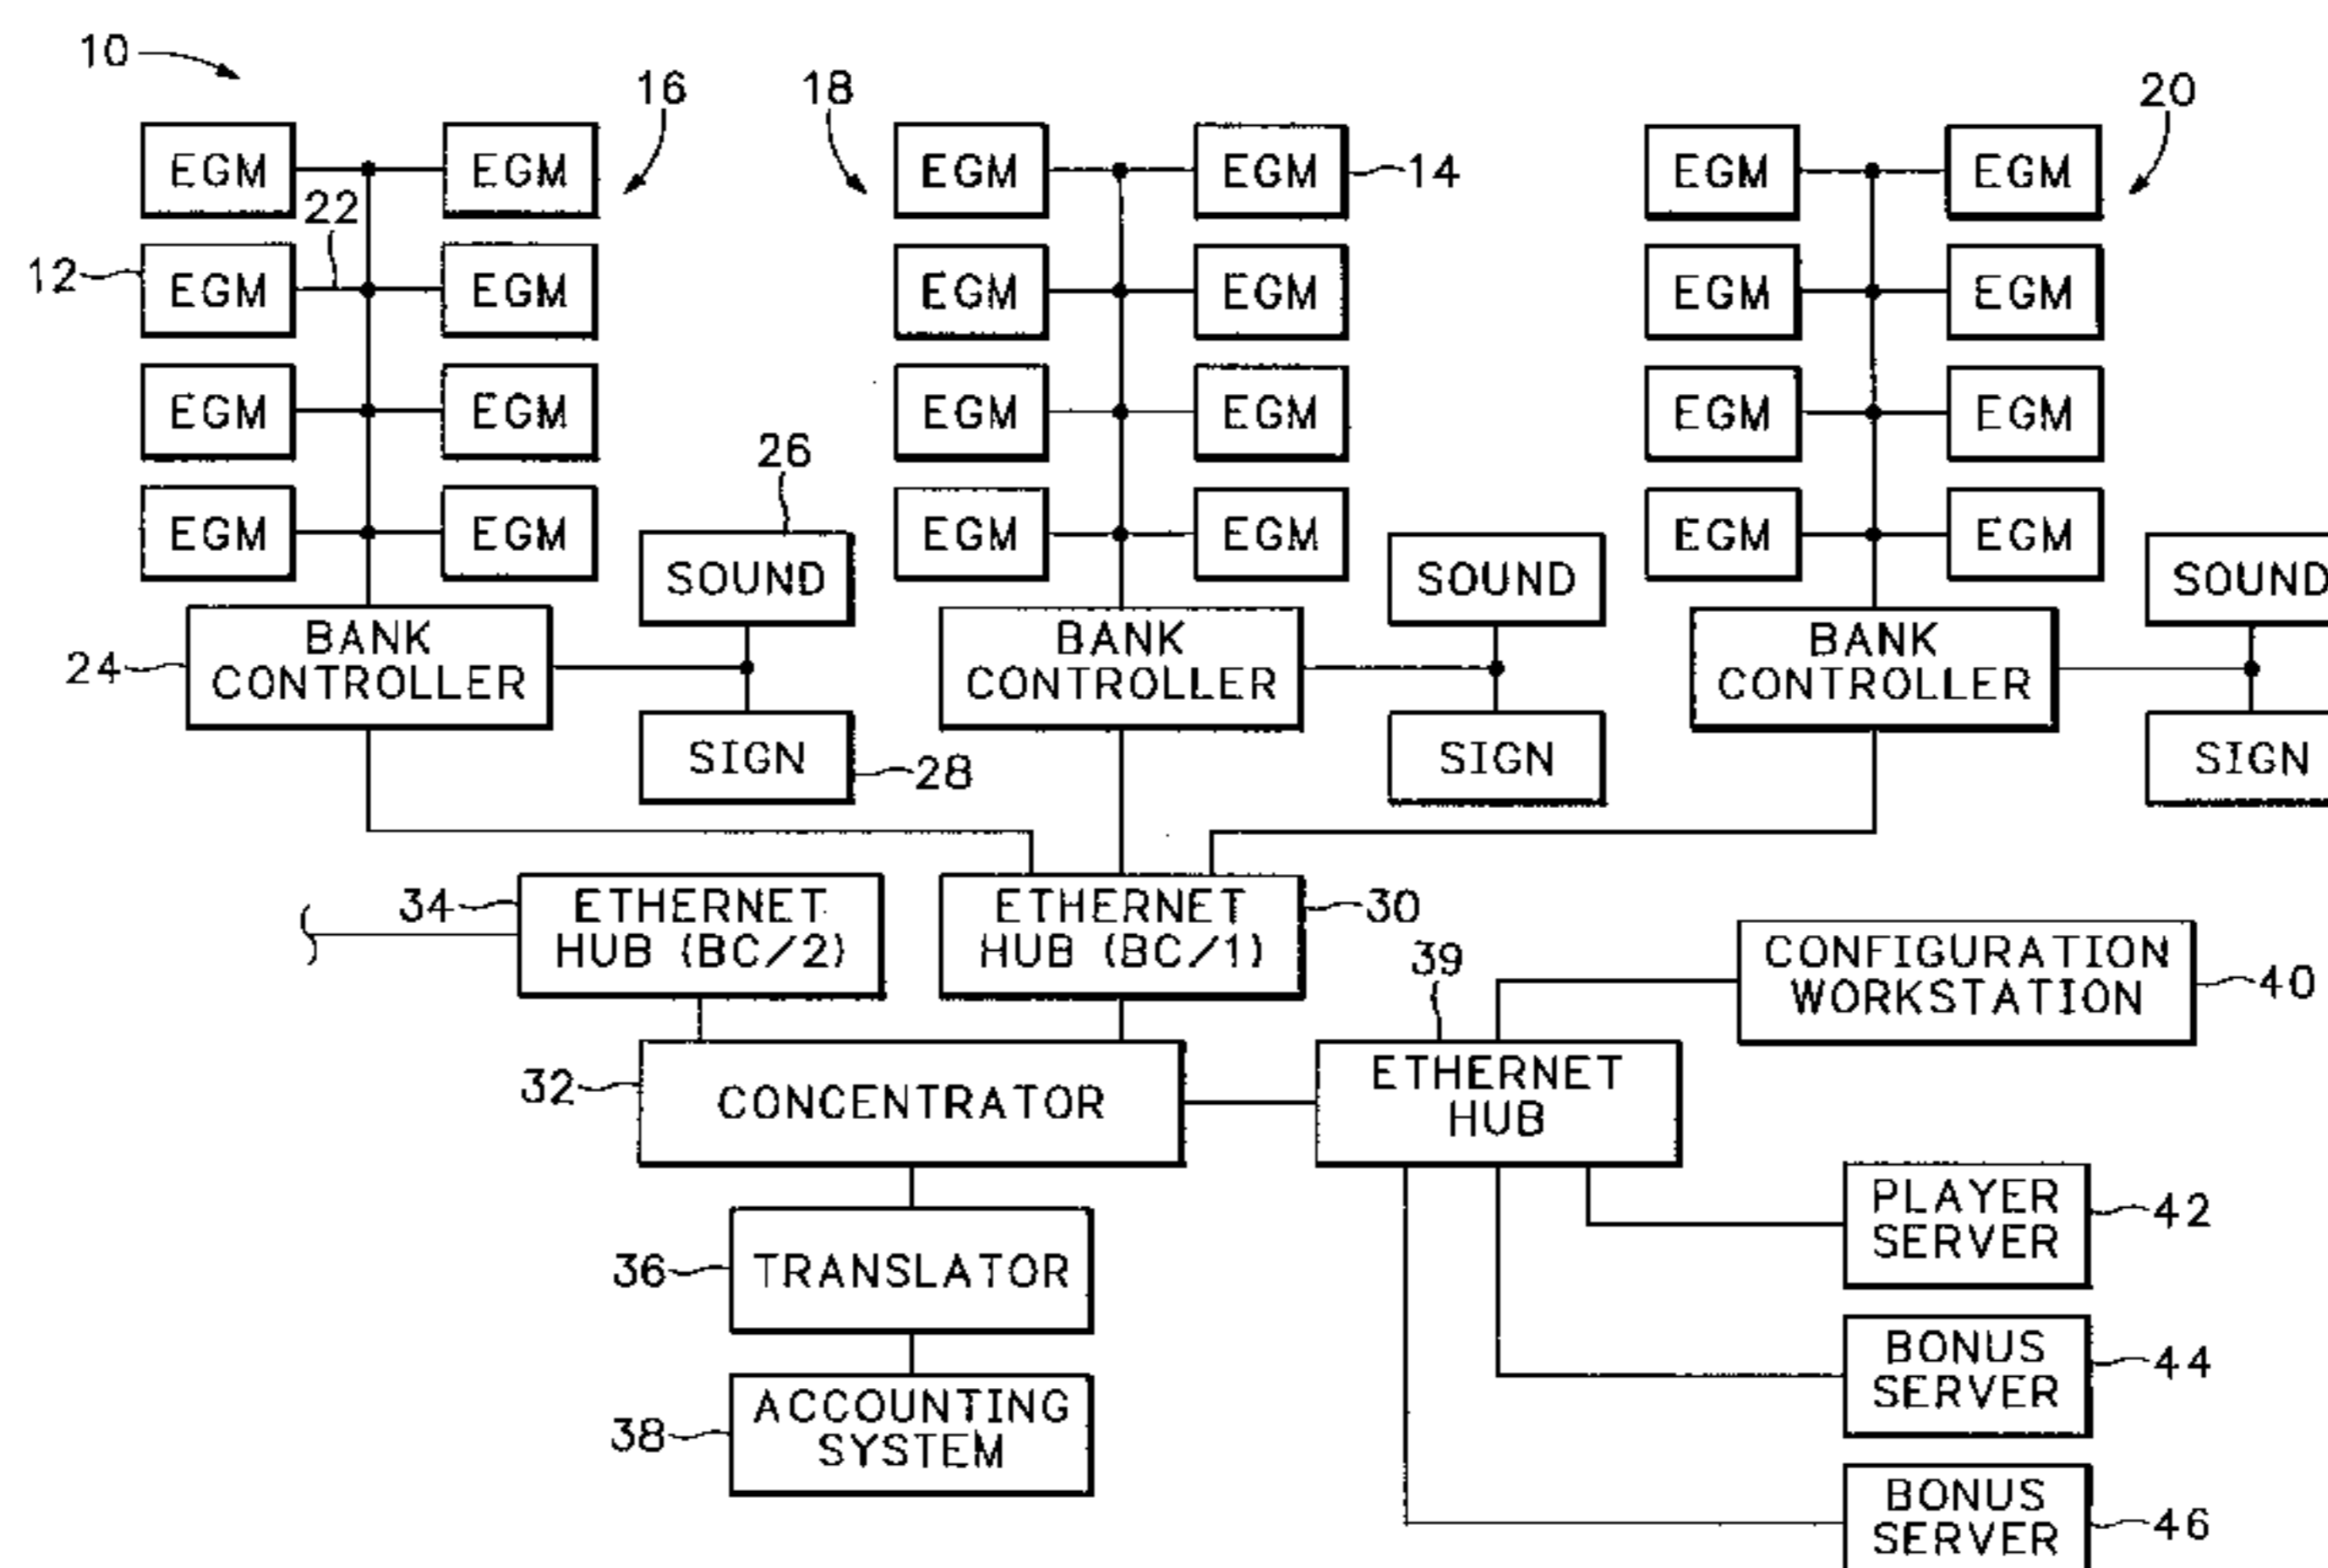 10
16
18
20
EGM
EGM
EGM
EGM
14
EGM
EGM
22
12
EGM
EGM
EGM
EGM
EGM
EGM
EGM
EGM
EGM
EGM
EGM
EGM
26
EGM
EGM
EGM
EGM
EGM
EGM
SOUND
SOUND
SOUND
24
BANK
CONTROLLER
BANK
CONTROLLER
BANK
CONTROLLER
SIGN
28
SIGN
SIGN
34
ETHERNET
HUB (BC/2)
ETHERNET
HUB (BC/1)
30
39
CONFIGURATION
WORKSTATION
40
32
CONCENTRATOR
ETHERNET
HUB
PLAYER
SERVER
42
36
TRANSLATOR
BONUS
SERVER
44
38
ACCOUNTING
SYSTEM
BONUS
SERVER
46